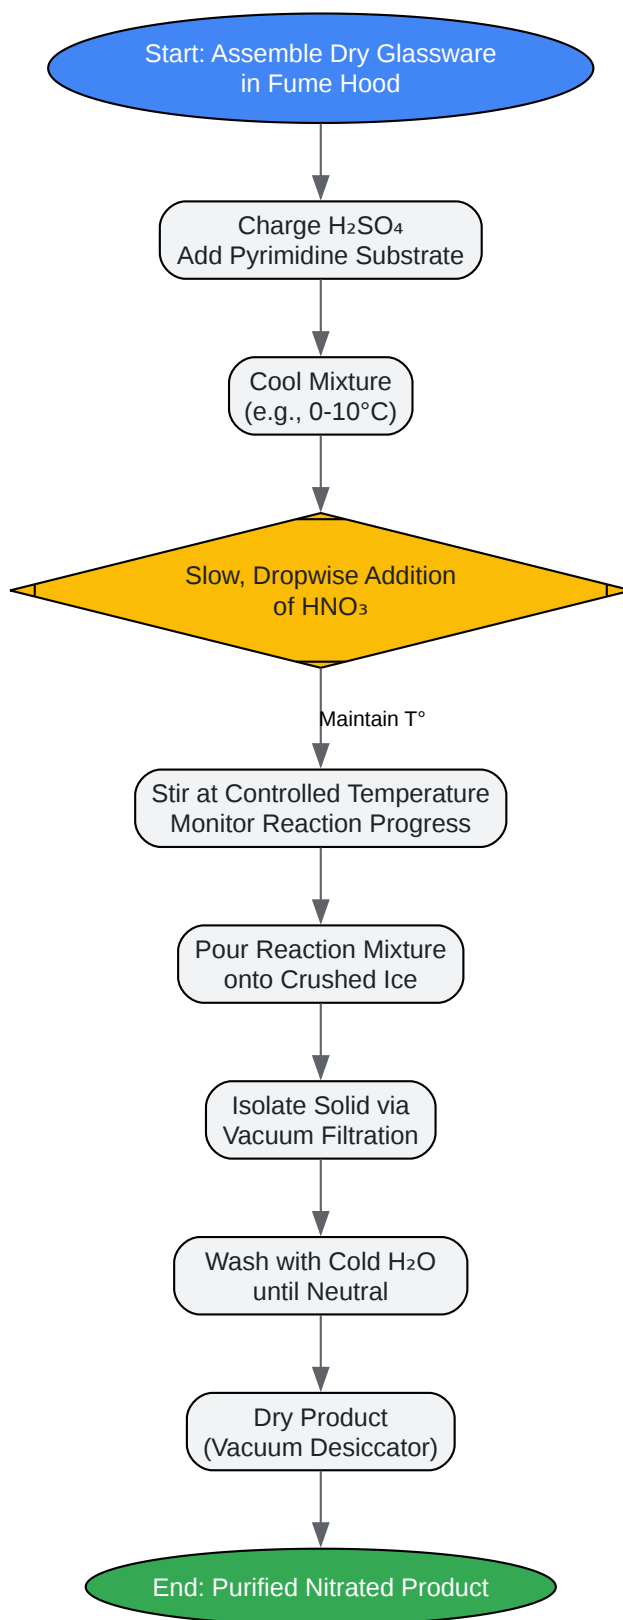 Start: Assemble Dry Glassware
in Fume Hood
Charge H₂SO₄
Add Pyrimidine Substrate
Cool Mixture
(e.g., 0-10°C)
Slow, Dropwise Addition
of HNO₃
Maintain T°
Stir at Controlled Temperature
Monitor Reaction Progress
Pour Reaction Mixture
onto Crushed Ice
Isolate Solid via
Vacuum Filtration
Wash with Cold H₂O
until Neutral
Dry Product
(Vacuum Desiccator)
End: Purified Nitrated Product